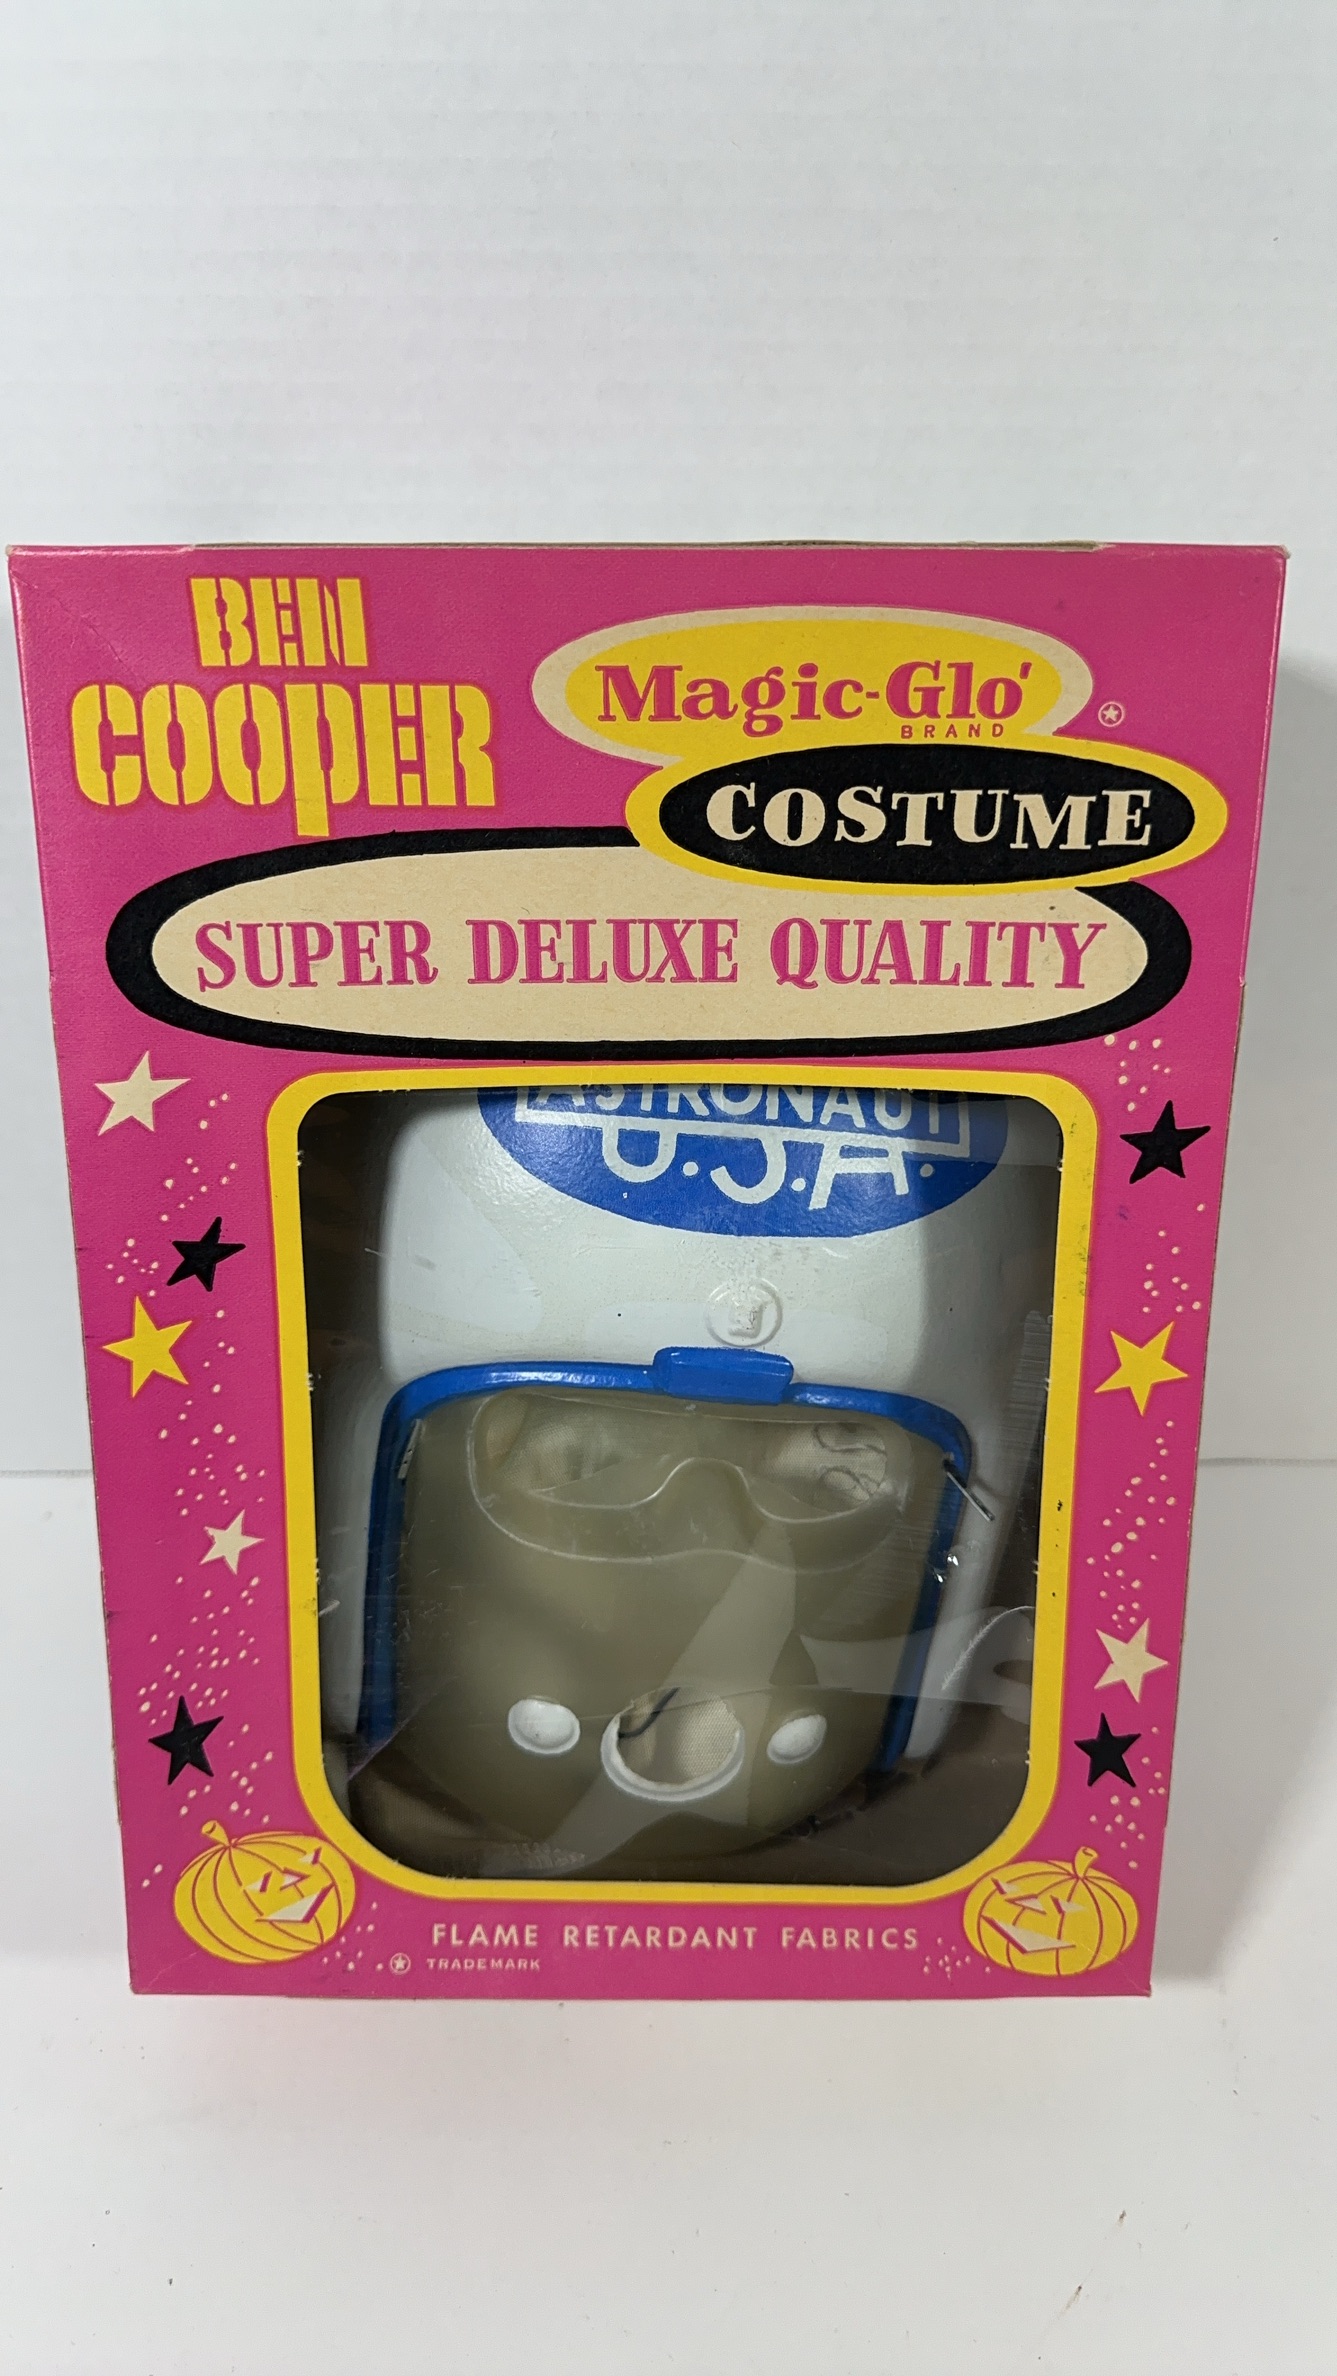 BEN
COOPER
Magic-Glo'
BRAND
COSTUME
SUPER DELUXE QUALITY
ASTRONAUT
U.S.A.
FLAME RETARDANT FABRICS
TRADEMARK